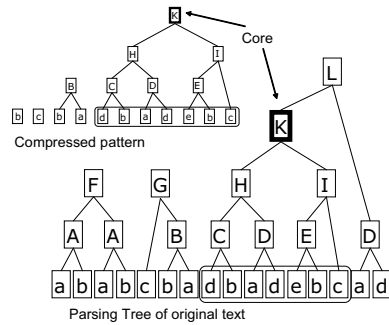 K
Core
H I L
B C D E
b c b a d b a d e b c
K
Compressed pattern
F G H I
A A B C D E D
a b a b c b a d b a d e b c a d
Parsing Tree of original text